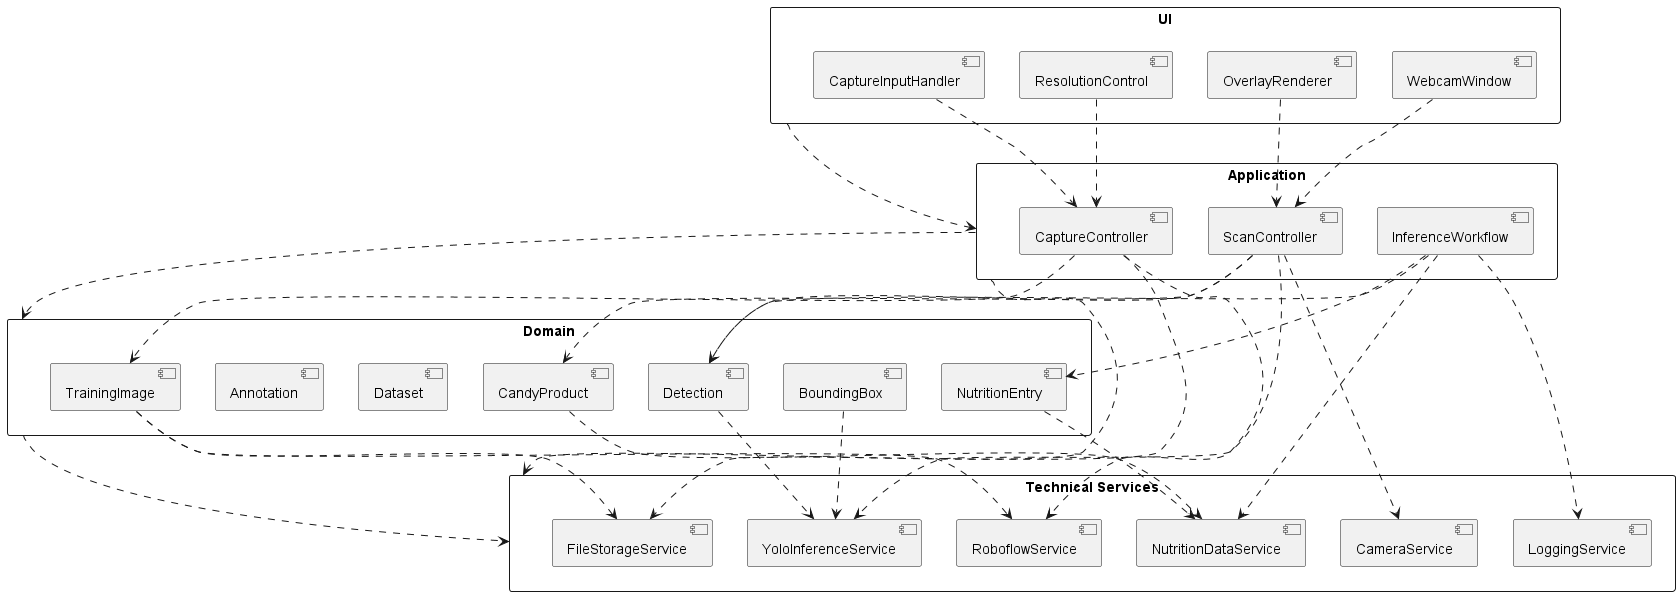 UI
CaptureInputHandler
ResolutionControl
OverlayRenderer
WebcamWindow
Application
CaptureController
ScanController
InferenceWorkflow
Domain
TrainingImage
Annotation
Dataset
CandyProduct
Detection
BoundingBox
NutritionEntry
Technical Services
FileStorageService
YoloInferenceService
RoboflowService
NutritionDataService
CameraService
LoggingService